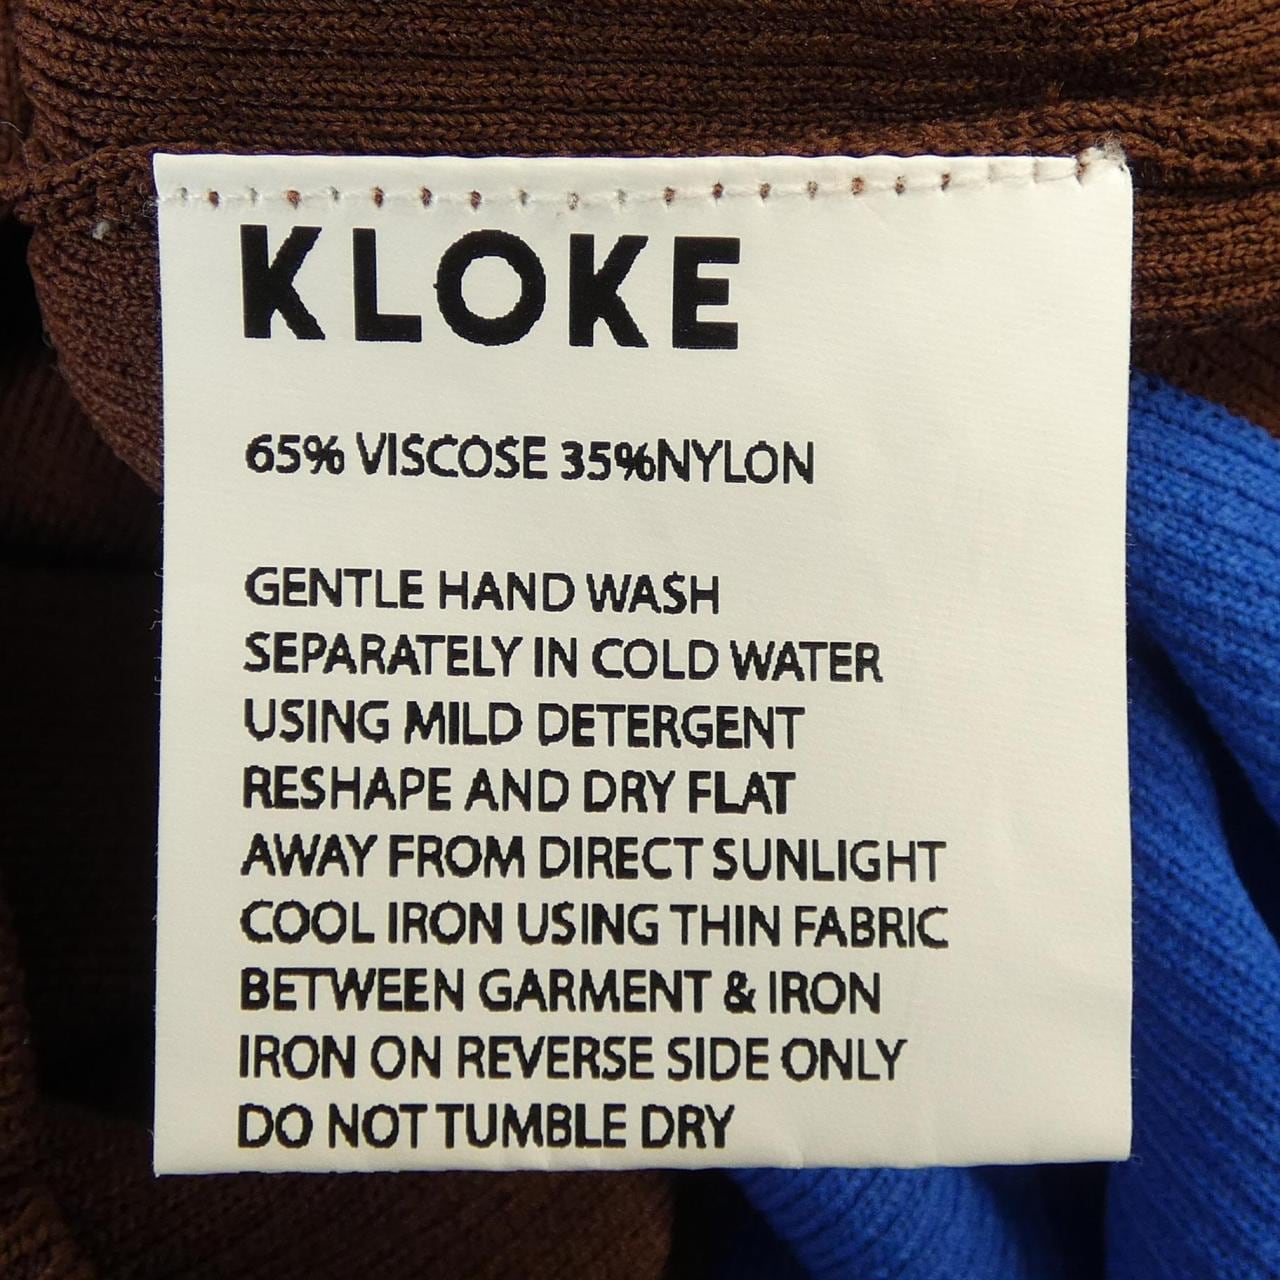 KLOKE
65% VISCOSE 35%NYLON
GENTLE HAND WASH
SEPARATELY IN COLD WATER
USING MILD DETERGENT
RESHAPE AND DRY FLAT
AWAY FROM DIRECT SUNLIGHT
COOL IRON USING THIN FABRIC
BETWEEN GARMENT & IRON
IRON ON REVERSE SIDE ONLY
DO NOT TUMBLE DRY